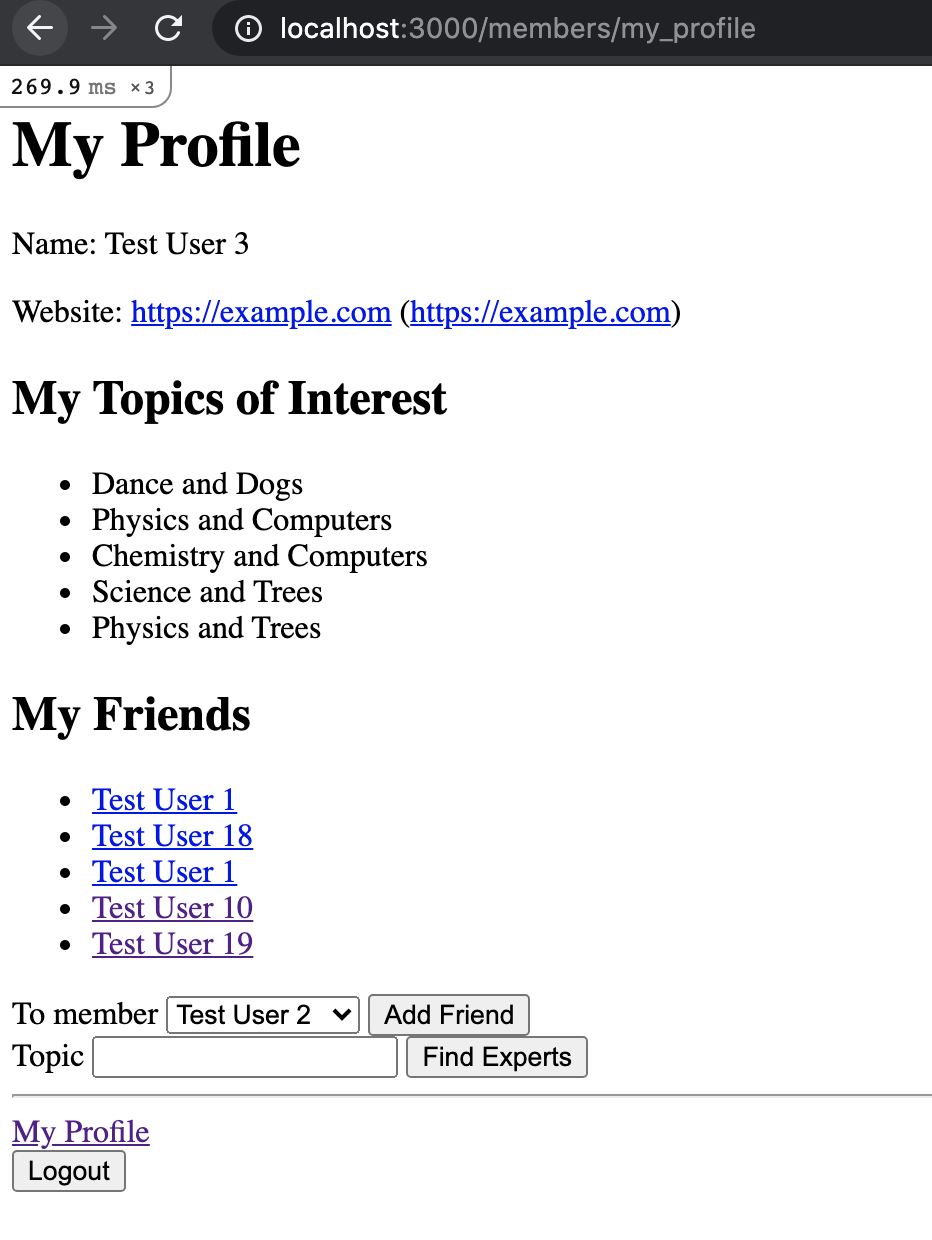 localhost:3000/members/my_profile
269.9 ms ×3
My Profile
Name: Test User 3
Website: https://example.com (https://example.com)
My Topics of Interest
• Dance and Dogs
• Physics and Computers
• Chemistry and Computers
• Science and Trees
• Physics and Trees
My Friends
• Test User 1
• Test User 18
• Test User 1
• Test User 10
• Test User 19
To member Test User 2 Add Friend
Topic Find Experts
My Profile
Logout